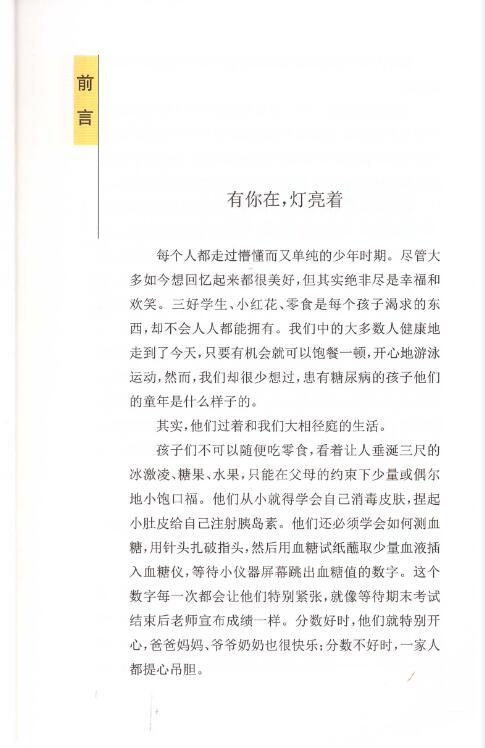 前言
有你在,灯亮着
每个人都走过懵懂而又单纯的少年时期。尽管大
多如今想回忆起来都很美好,但其实绝非尽是幸福和
欢笑。三好学生、小红花、零食是每个孩子渴求的东
西,却不会人人都能拥有。我们中的大多数人健康地
走到了今天,只要有机会就可以饱餐一顿,开心地游泳
运动,然而,我们却很少想过,患有糖尿病的孩子他们
的童年是什么样子的。
其实,他们过着和我们大相径庭的生活。
孩子们不可以随便吃零食,看着让人垂涎三尺的
冰激凌、糖果、水果,只能在父母的约束下少量或偶尔
地小饱口福。他们从小就得学会自己消毒皮肤,捏起
小肚皮给自己注射胰岛素。他们还必须学会如何测血
糖,用针头扎破指头,然后用血糖试纸蘸取少量血液插
入血糖仪,等待小仪器屏幕跳出血糖值的数字。这个
数字每一次都会让他们特别紧张,就像等待期末考试
结束后老师宣布成绩一样。分数好时,他们就特别开
心,爸爸妈妈、爷爷奶奶也很快乐;分数不好时,一家人
都提心吊胆。